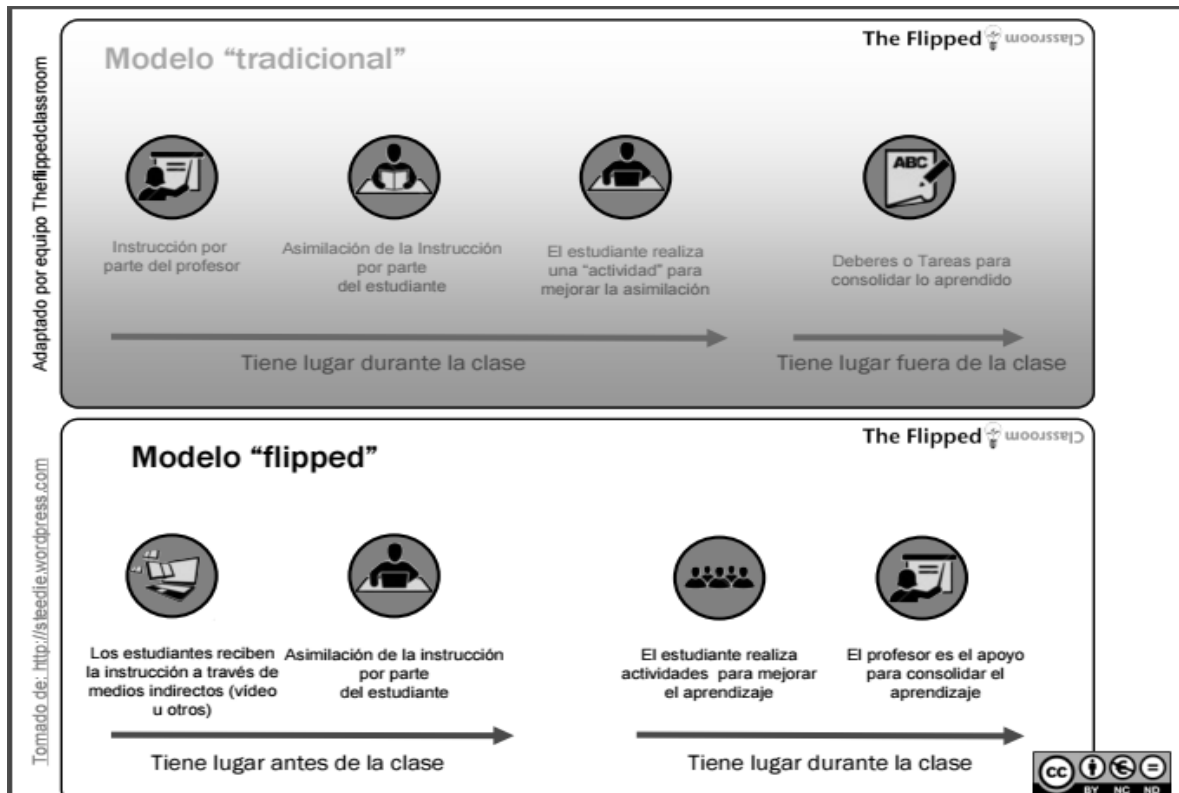 Adaptado por equipo Theflippedclassroom
Modelo “tradicional”
The Flipped Classroom
ABC
Instrucción por
parte del profesor
Asimilación de la Instrucción
por parte
del estudiante
El estudiante realiza
una “actividad” para
mejorar la asimilación
Deberes o Tareas para
consolidar lo aprendido
Tiene lugar durante la clase
Tiene lugar fuera de la clase
Tomado de: http://steedie.wordpress.com
Modelo “flipped”
The Flipped Classroom
Los estudiantes reciben
la instrucción a través de
medios indirectos (vídeo
u otros)
Asimilación de la instrucción
por parte
del estudiante
El estudiante realiza
actividades para mejorar
el aprendizaje
El profesor es el apoyo
para consolidar el
aprendizaje
Tiene lugar antes de la clase
Tiene lugar durante la clase
cc
BY NC ND